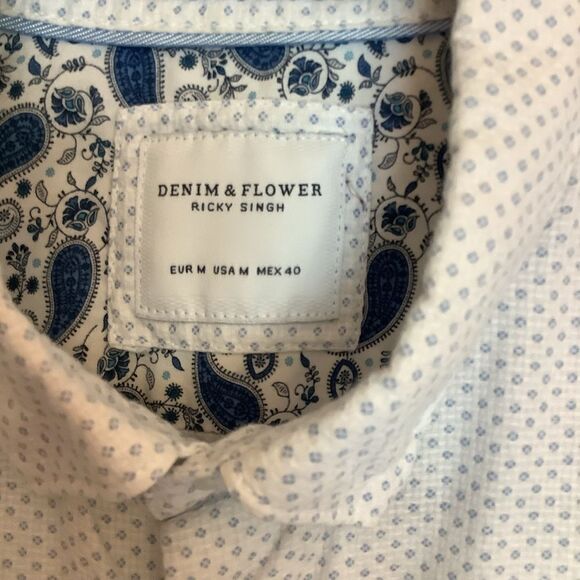 DENIM & FLOWER
RICKY SINGH
EUR M USA M MEX 40